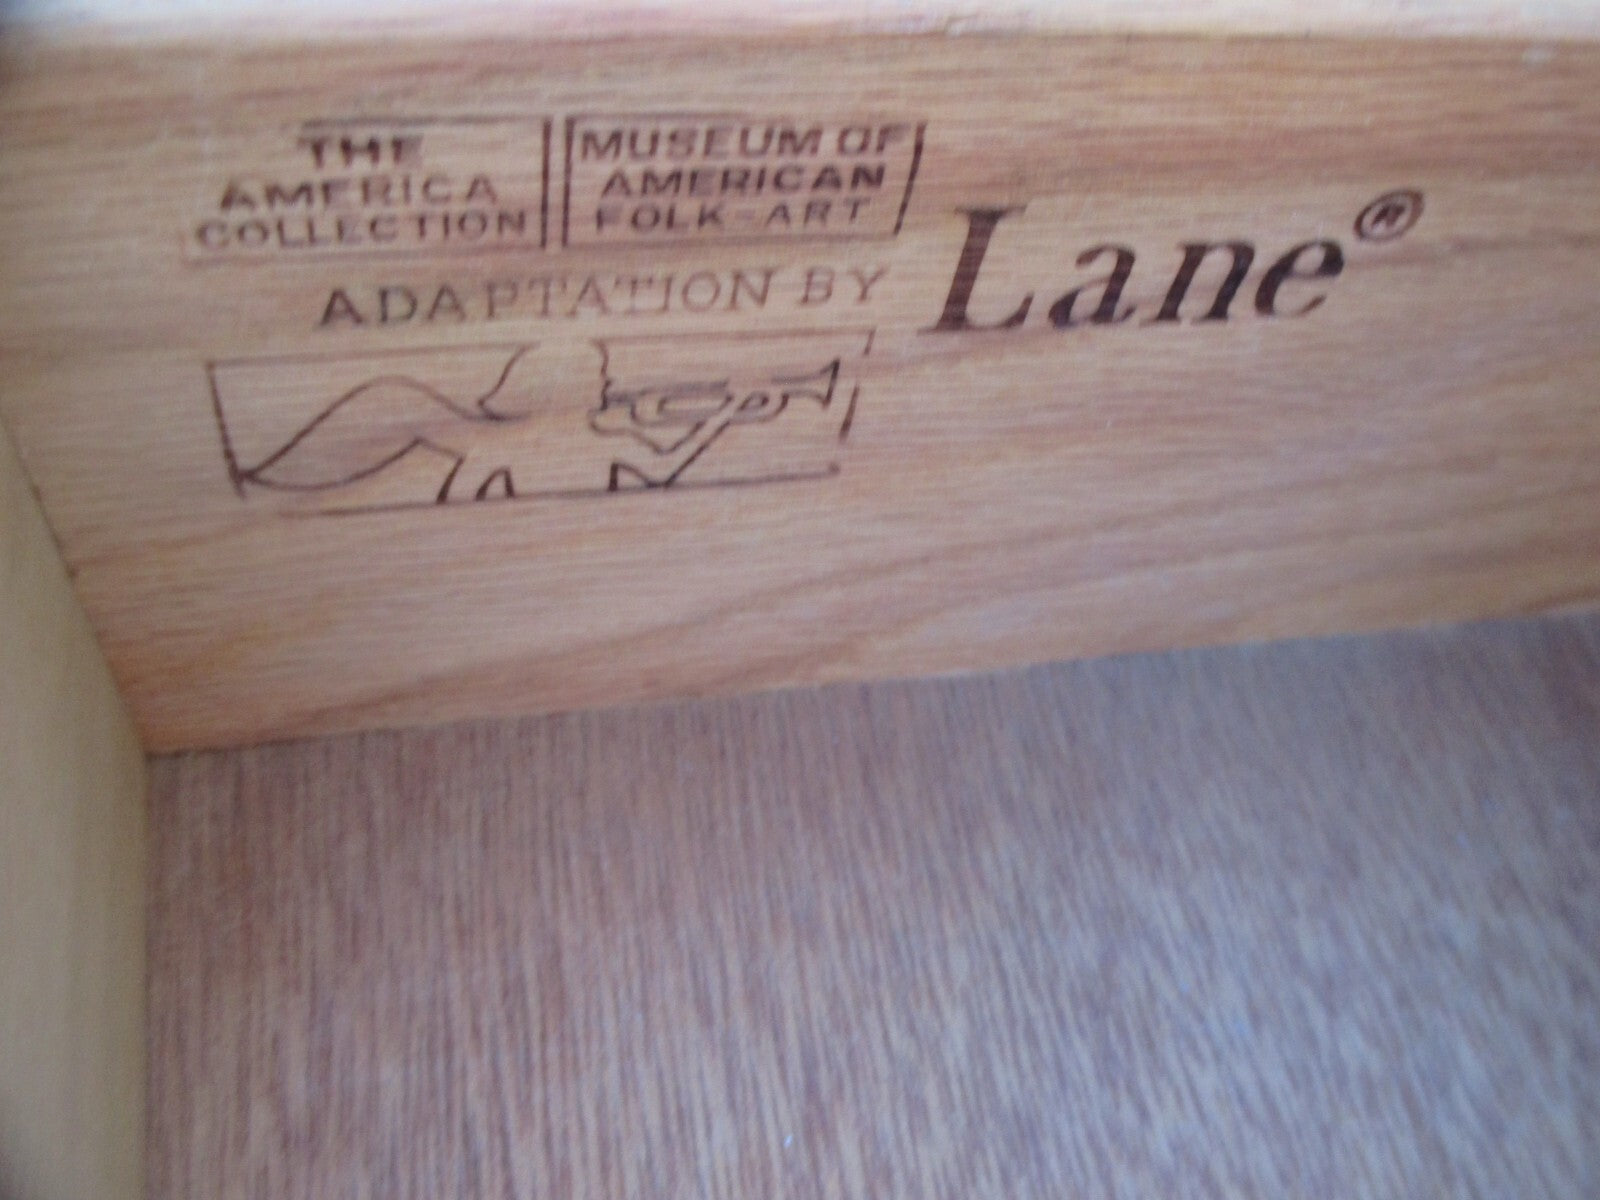 THE
AMERICA
COLLECTION
MUSEUM OF
AMERICAN
FOLK-ART
ADAPTATION BY
Lane®